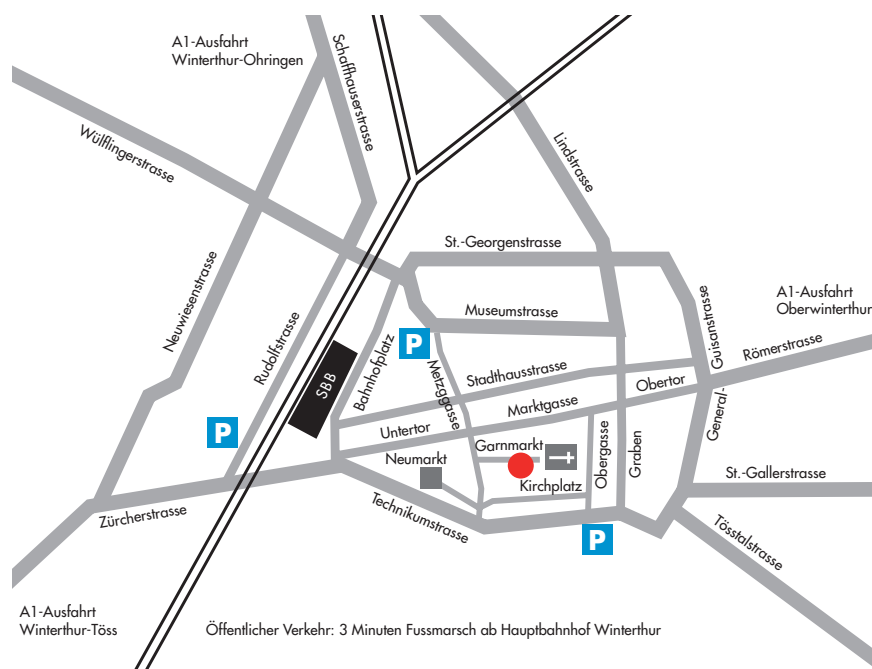 A1-Ausfahrt
Winterthur-Ohringen
Schaffhauserstrasse
Wülflingerstrasse
Lindstrasse
St.-Georgenstrasse
Neuwiesenstrasse
Rudolfstrasse
Museumstrasse
Guisanstrasse
A1-Ausfahrt
Oberwinterthur
Römerstrasse
P
Bahnhofplatz
SBB
Metzggasse
Stadthausstrasse
Obertor
Marktgasse
General-
P
Untertor
Garnmarkt
Obergasse
Graben
Neumarkt
Kirchplatz
St.-Gallerstrasse
Zürcherstrasse
Technikumstrasse
P
Tösstalstrasse
A1-Ausfahrt
Winterthur-Töss
Öffentlicher Verkehr: 3 Minuten Fussmarsch ab Hauptbahnhof Winterthur